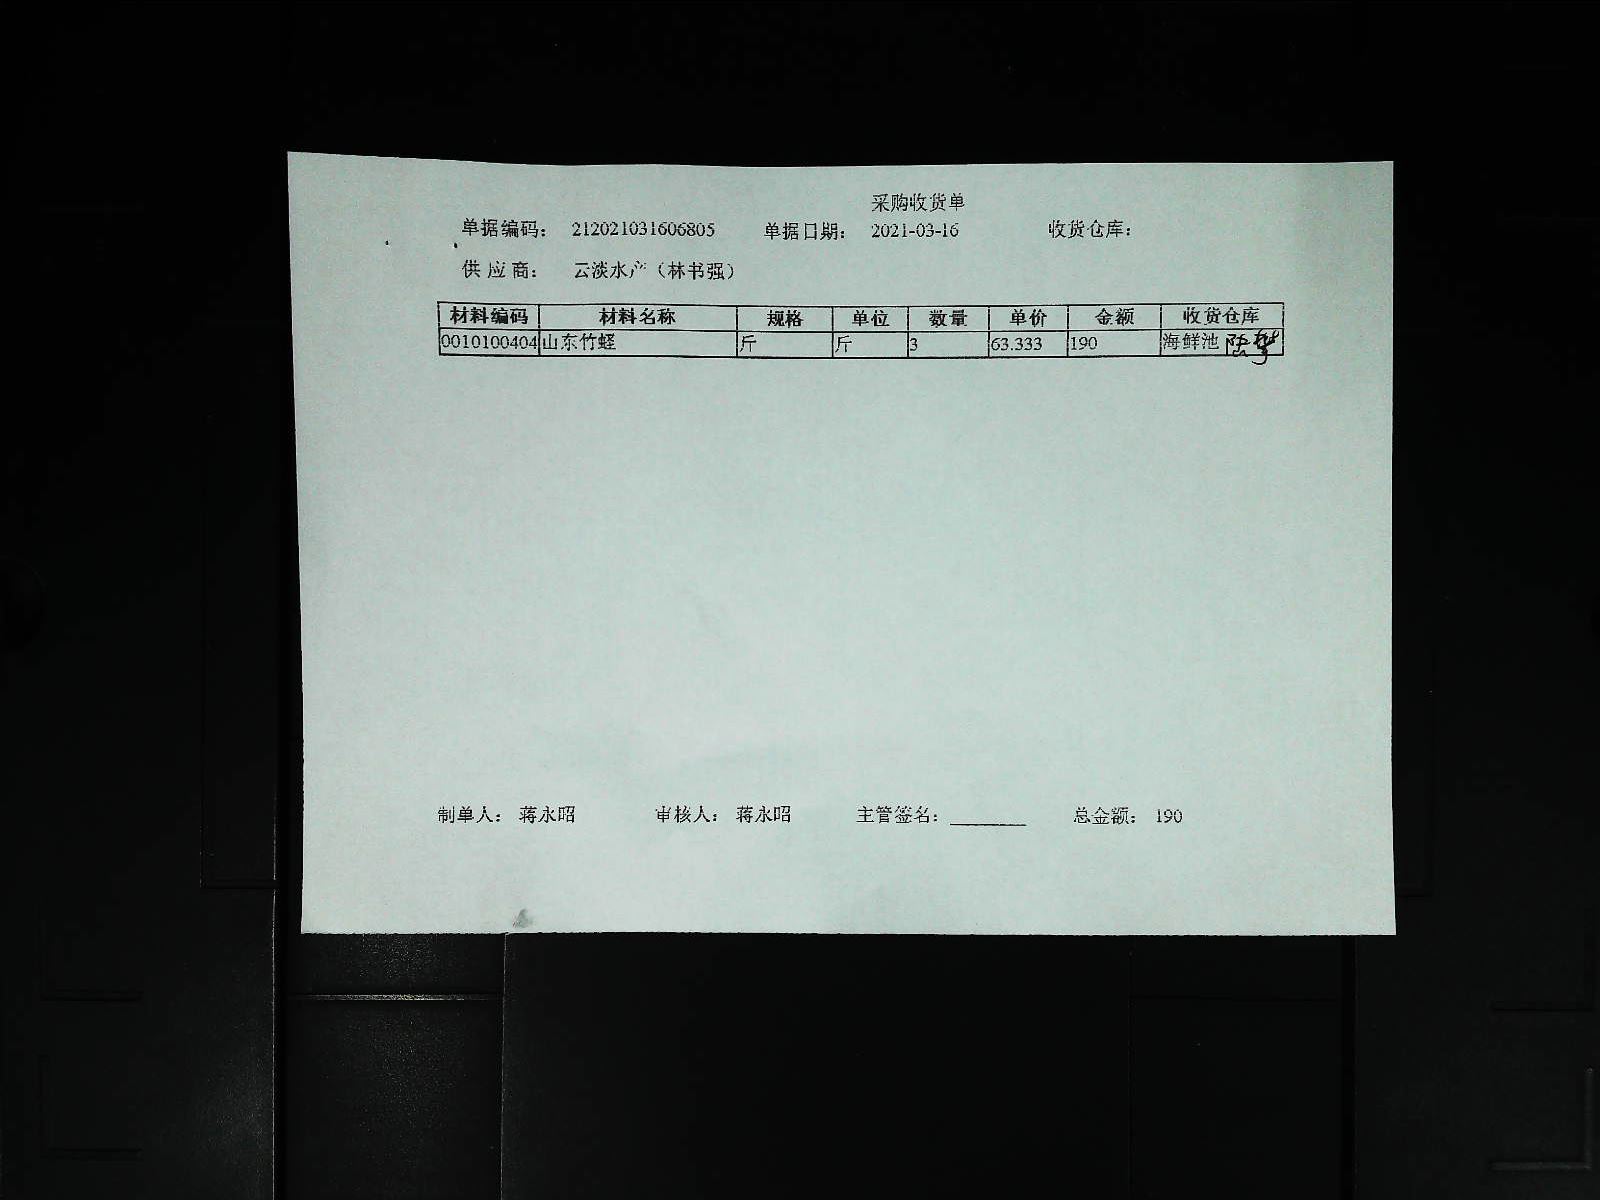 采购收货单
单据编码： 212021031606805 单据日期： 2021-03-16 收货仓库：
供应商： 云淡水产（林书强）
材料编码 材料名称 规格 单位 数量 单价 金额 收货仓库
0010100404 山东竹蛏 斤 斤 3 63.333 190 海鲜池
制单人： 蒋永昭 审核人： 蒋永昭 主管签名：________ 总金额： 190